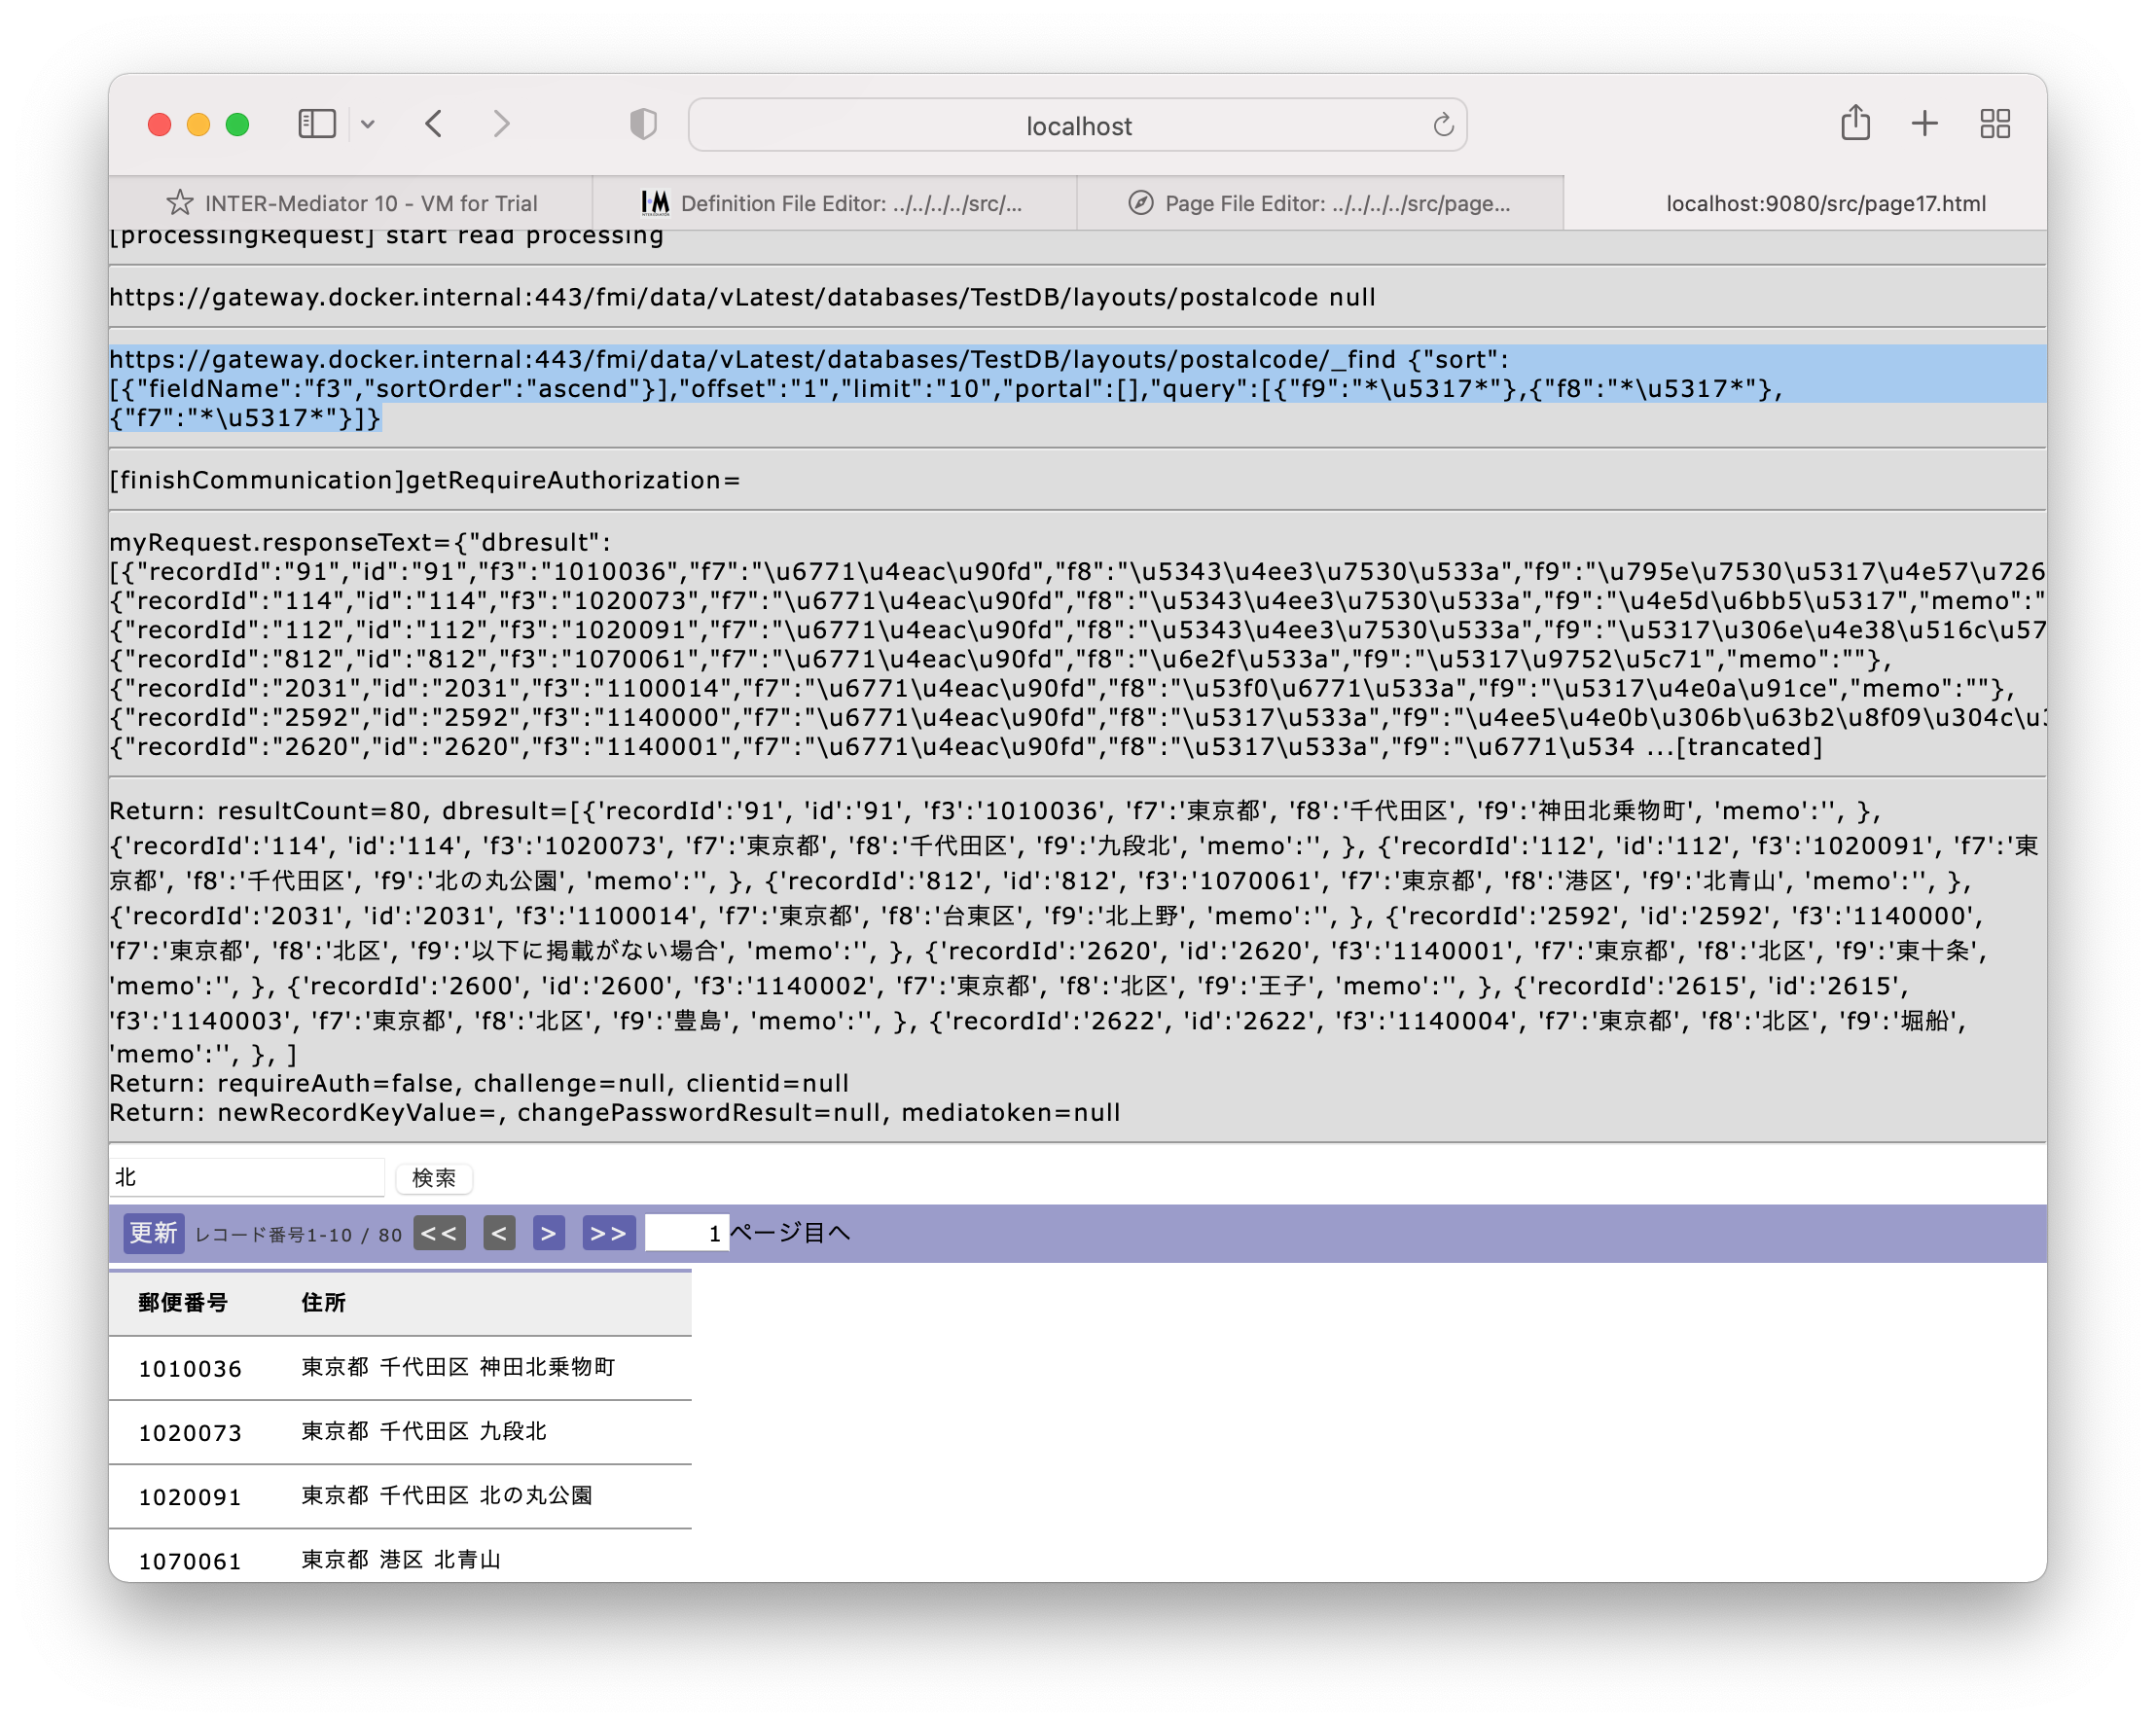 localhost
INTER-Mediator 10 - VM for Trial
Definition File Editor: ../../../../src/...
Page File Editor: ../../../../src/page...
localhost:9080/src/page17.html
[processingRequest] start read processing
https://gateway.docker.internal:443/fmi/data/vLatest/databases/TestDB/layouts/postalcode null
https://gateway.docker.internal:443/fmi/data/vLatest/databases/TestDB/layouts/postalcode/_find {"sort":
[{"fieldName":"f3","sortOrder":"ascend"}],"offset":"1","limit":"10","portal":[],"query":[{"f9":"*\u5317*"},{"f8":"*\u5317*"},
{"f7":"*\u5317*"}]}
[finishCommunication]getRequireAuthorization=
myRequest.responseText={"dbresult":
[{"recordId":"91","id":"91","f3":"1010036","f7":"\u6771\u4eac\u90fd","f8":"\u5343\u4ee3\u7530\u533a","f9":"\u795e\u7530\u5317\u4e57\u726
{"recordId":"114","id":"114","f3":"1020073","f7":"\u6771\u4eac\u90fd","f8":"\u5343\u4ee3\u7530\u533a","f9":"\u4e5d\u6bb5\u5317","memo":"
{"recordId":"112","id":"112","f3":"1020091","f7":"\u6771\u4eac\u90fd","f8":"\u5343\u4ee3\u7530\u533a","f9":"\u5317\u306e\u4e38\u516c\u57
{"recordId":"812","id":"812","f3":"1070061","f7":"\u6771\u4eac\u90fd","f8":"\u6e2f\u533a","f9":"\u5317\u9752\u5c71","memo":""},
{"recordId":"2031","id":"2031","f3":"1100014","f7":"\u6771\u4eac\u90fd","f8":"\u53f0\u6771\u533a","f9":"\u5317\u4e0a\u91ce","memo":""},
{"recordId":"2592","id":"2592","f3":"1140000","f7":"\u6771\u4eac\u90fd","f8":"\u5317\u533a","f9":"\u4ee5\u4e0b\u306b\u63b2\u8f09\u304c\u3
{"recordId":"2620","id":"2620","f3":"1140001","f7":"\u6771\u4eac\u90fd","f8":"\u5317\u533a","f9":"\u6771\u534 ...[trancated]
Return: resultCount=80, dbresult=[{'recordId':'91', 'id':'91', 'f3':'1010036', 'f7':'東京都', 'f8':'千代田区', 'f9':'神田北乗物町', 'memo':'', },
{'recordId':'114', 'id':'114', 'f3':'1020073', 'f7':'東京都', 'f8':'千代田区', 'f9':'九段北', 'memo':'', }, {'recordId':'112', 'id':'112', 'f3':'1020091', 'f7':'東
京都', 'f8':'千代田区', 'f9':'北の丸公園', 'memo':'', }, {'recordId':'812', 'id':'812', 'f3':'1070061', 'f7':'東京都', 'f8':'港区', 'f9':'北青山', 'memo':'', },
{'recordId':'2031', 'id':'2031', 'f3':'1100014', 'f7':'東京都', 'f8':'台東区', 'f9':'北上野', 'memo':'', }, {'recordId':'2592', 'id':'2592', 'f3':'1140000',
'f7':'東京都', 'f8':'北区', 'f9':'以下に掲載がない場合', 'memo':'', }, {'recordId':'2620', 'id':'2620', 'f3':'1140001', 'f7':'東京都', 'f8':'北区', 'f9':'東十条',
'memo':'', }, {'recordId':'2600', 'id':'2600', 'f3':'1140002', 'f7':'東京都', 'f8':'北区', 'f9':'王子', 'memo':'', }, {'recordId':'2615', 'id':'2615',
'f3':'1140003', 'f7':'東京都', 'f8':'北区', 'f9':'豊島', 'memo':'', }, {'recordId':'2622', 'id':'2622', 'f3':'1140004', 'f7':'東京都', 'f8':'北区', 'f9':'堀船',
'memo':'', }, ]
Return: requireAuth=false, challenge=null, clientid=null
Return: newRecordKeyValue=, changePasswordResult=null, mediatoken=null
北 検索
更新 レコード番号1-10 / 80 << < > >> 1 ページ目へ
郵便番号 住所
1010036 東京都 千代田区 神田北乗物町
1020073 東京都 千代田区 九段北
1020091 東京都 千代田区 北の丸公園
1070061 東京都 港区 北青山